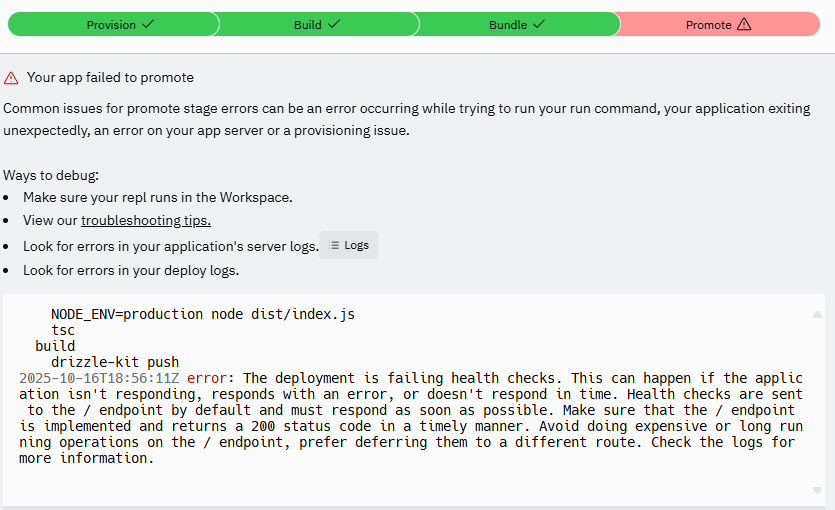 Provision
Build
Bundle
Promote
Your app failed to promote
Common issues for promote stage errors can be an error occurring while trying to run your run command, your application exiting
unexpectedly, an error on your app server or a provisioning issue.
Ways to debug:
• Make sure your repl runs in the Workspace.
• View our troubleshooting tips.
• Look for errors in your application's server logs. Logs
• Look for errors in your deploy logs.
NODE_ENV=production node dist/index.js
tsc
build
drizzle-kit push
2025-10-16T18:56:11Z error: The deployment is failing health checks. This can happen if the applic
ation isn't responding, responds with an error, or doesn't respond in time. Health checks are sent
to the / endpoint by default and must respond as soon as possible. Make sure that the / endpoint
is implemented and returns a 200 status code in a timely manner. Avoid doing expensive or long run
ning operations on the / endpoint, prefer deferring them to a different route. Check the logs for
more information.